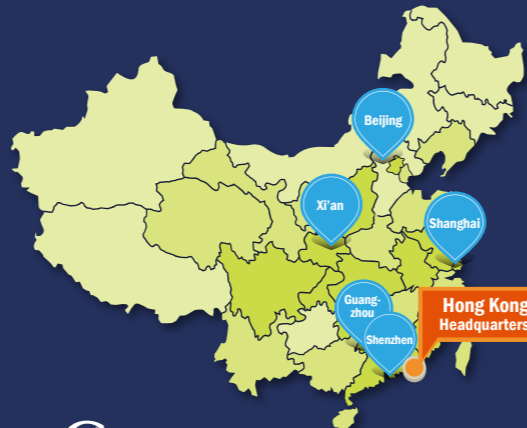 Beijing
Xi'an
Shanghai
Guang-
zhou
Shenzhen
Hong Kong
Headquarters